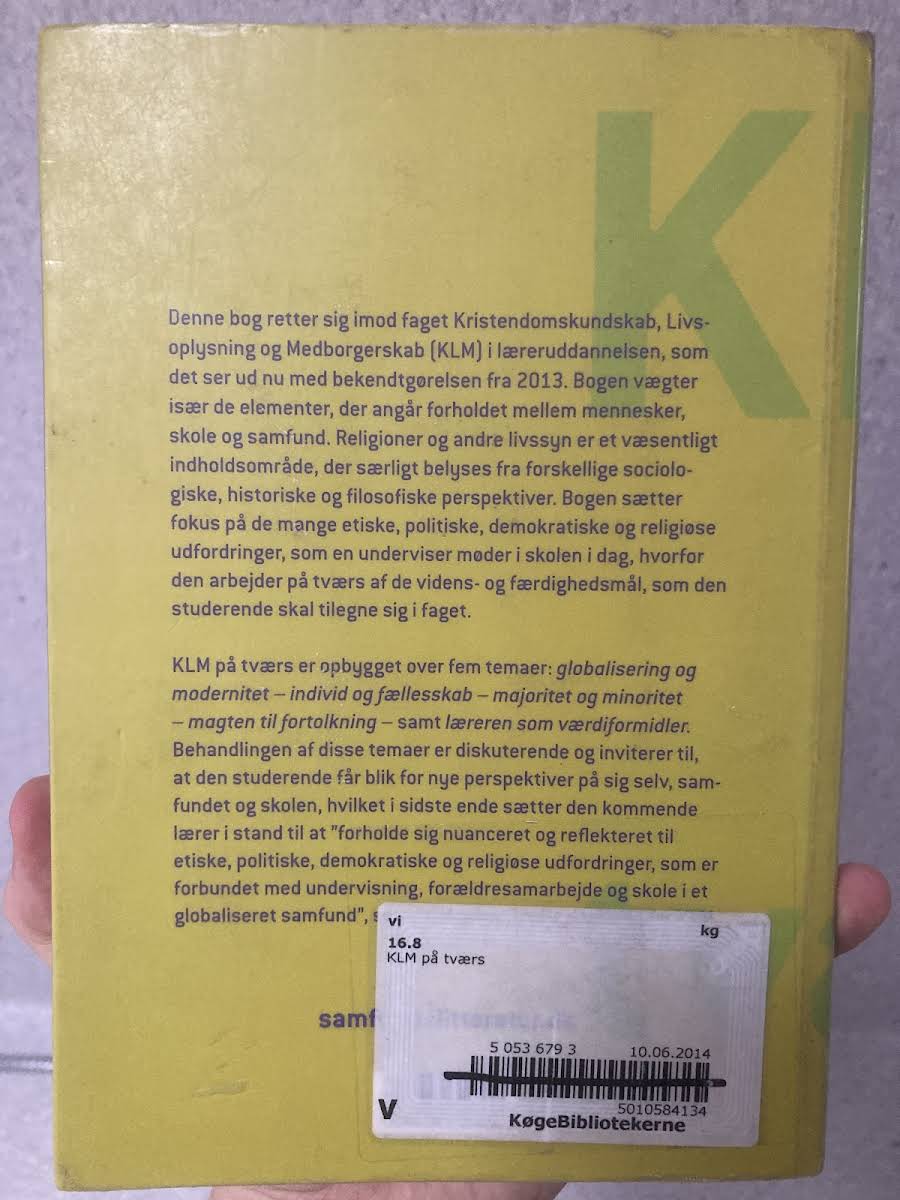 K
Denne bog retter sig imod faget Kristendomskundskab, Livs-
oplysning og Medborgerskab (KLM) i læreruddannelsen, som
det ser ud nu med bekendtgørelsen fra 2013. Bogen vægter
især de elementer, der angår forholdet mellem mennesker,
skole og samfund. Religioner og andre livssyn er et væsentligt
indholdsområde, der særligt belyses fra forskellige sociolo-
giske, historiske og filosofiske perspektiver. Bogen sætter
fokus på de mange etiske, politiske, demokratiske og religiøse
udfordringer, som en underviser møder i skolen i dag, hvorfor
den arbejder på tværs af de videns- og færdighedsmål, som den
studerende skal tilegne sig i faget.
KLM på tværs er opbygget over fem temaer: globalisering og
modernitet – individ og fællesskab – majoritet og minoritet
– magten til fortolkning – samt læreren som værdiformidler.
Behandlingen af disse temaer er diskuterende og inviterer til,
at den studerende får blik for nye perspektiver på sig selv, sam-
fundet og skolen, hvilket i sidste ende sætter den kommende
lærer i stand til at "forholde sig nuanceret og reflekteret til
etiske, politiske, demokratiske og religiøse udfordringer, som er
forbundet med undervisning, forældresamarbejde og skole i et
globaliseret samfund",
vi
kg
16.8
KLM på tværs
samfundslitteratur.dk
5 053 679 3 10.06.2014
5010584134
V
KøgeBibliotekerne